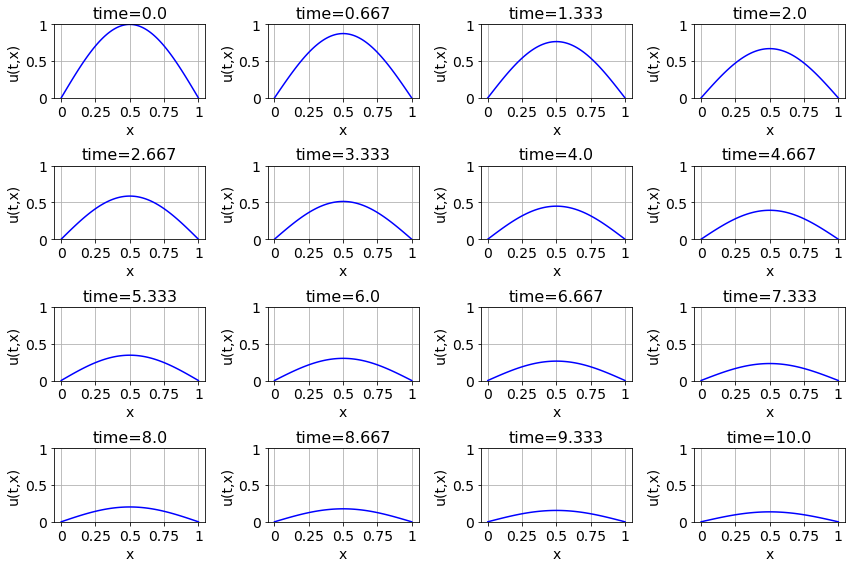 time=0.0 time=0.667 time=1.333 time=2.0
1 1 1 1
u(t,x) 0.5 u(t,x) 0.5 u(t,x) 0.5 u(t,x) 0.5
0 0 0 0
0 0.25 0.5 0.75 1 0 0.25 0.5 0.75 1 0 0.25 0.5 0.75 1 0 0.25 0.5 0.75 1
x x x x
time=2.667 time=3.333 time=4.0 time=4.667
1 1 1 1
u(t,x) 0.5 u(t,x) 0.5 u(t,x) 0.5 u(t,x) 0.5
0 0 0 0
0 0.25 0.5 0.75 1 0 0.25 0.5 0.75 1 0 0.25 0.5 0.75 1 0 0.25 0.5 0.75 1
x x x x
time=5.333 time=6.0 time=6.667 time=7.333
1 1 1 1
u(t,x) 0.5 u(t,x) 0.5 u(t,x) 0.5 u(t,x) 0.5
0 0 0 0
0 0.25 0.5 0.75 1 0 0.25 0.5 0.75 1 0 0.25 0.5 0.75 1 0 0.25 0.5 0.75 1
x x x x
time=8.0 time=8.667 time=9.333 time=10.0
1 1 1 1
u(t,x) 0.5 u(t,x) 0.5 u(t,x) 0.5 u(t,x) 0.5
0 0 0 0
0 0.25 0.5 0.75 1 0 0.25 0.5 0.75 1 0 0.25 0.5 0.75 1 0 0.25 0.5 0.75 1
x x x x